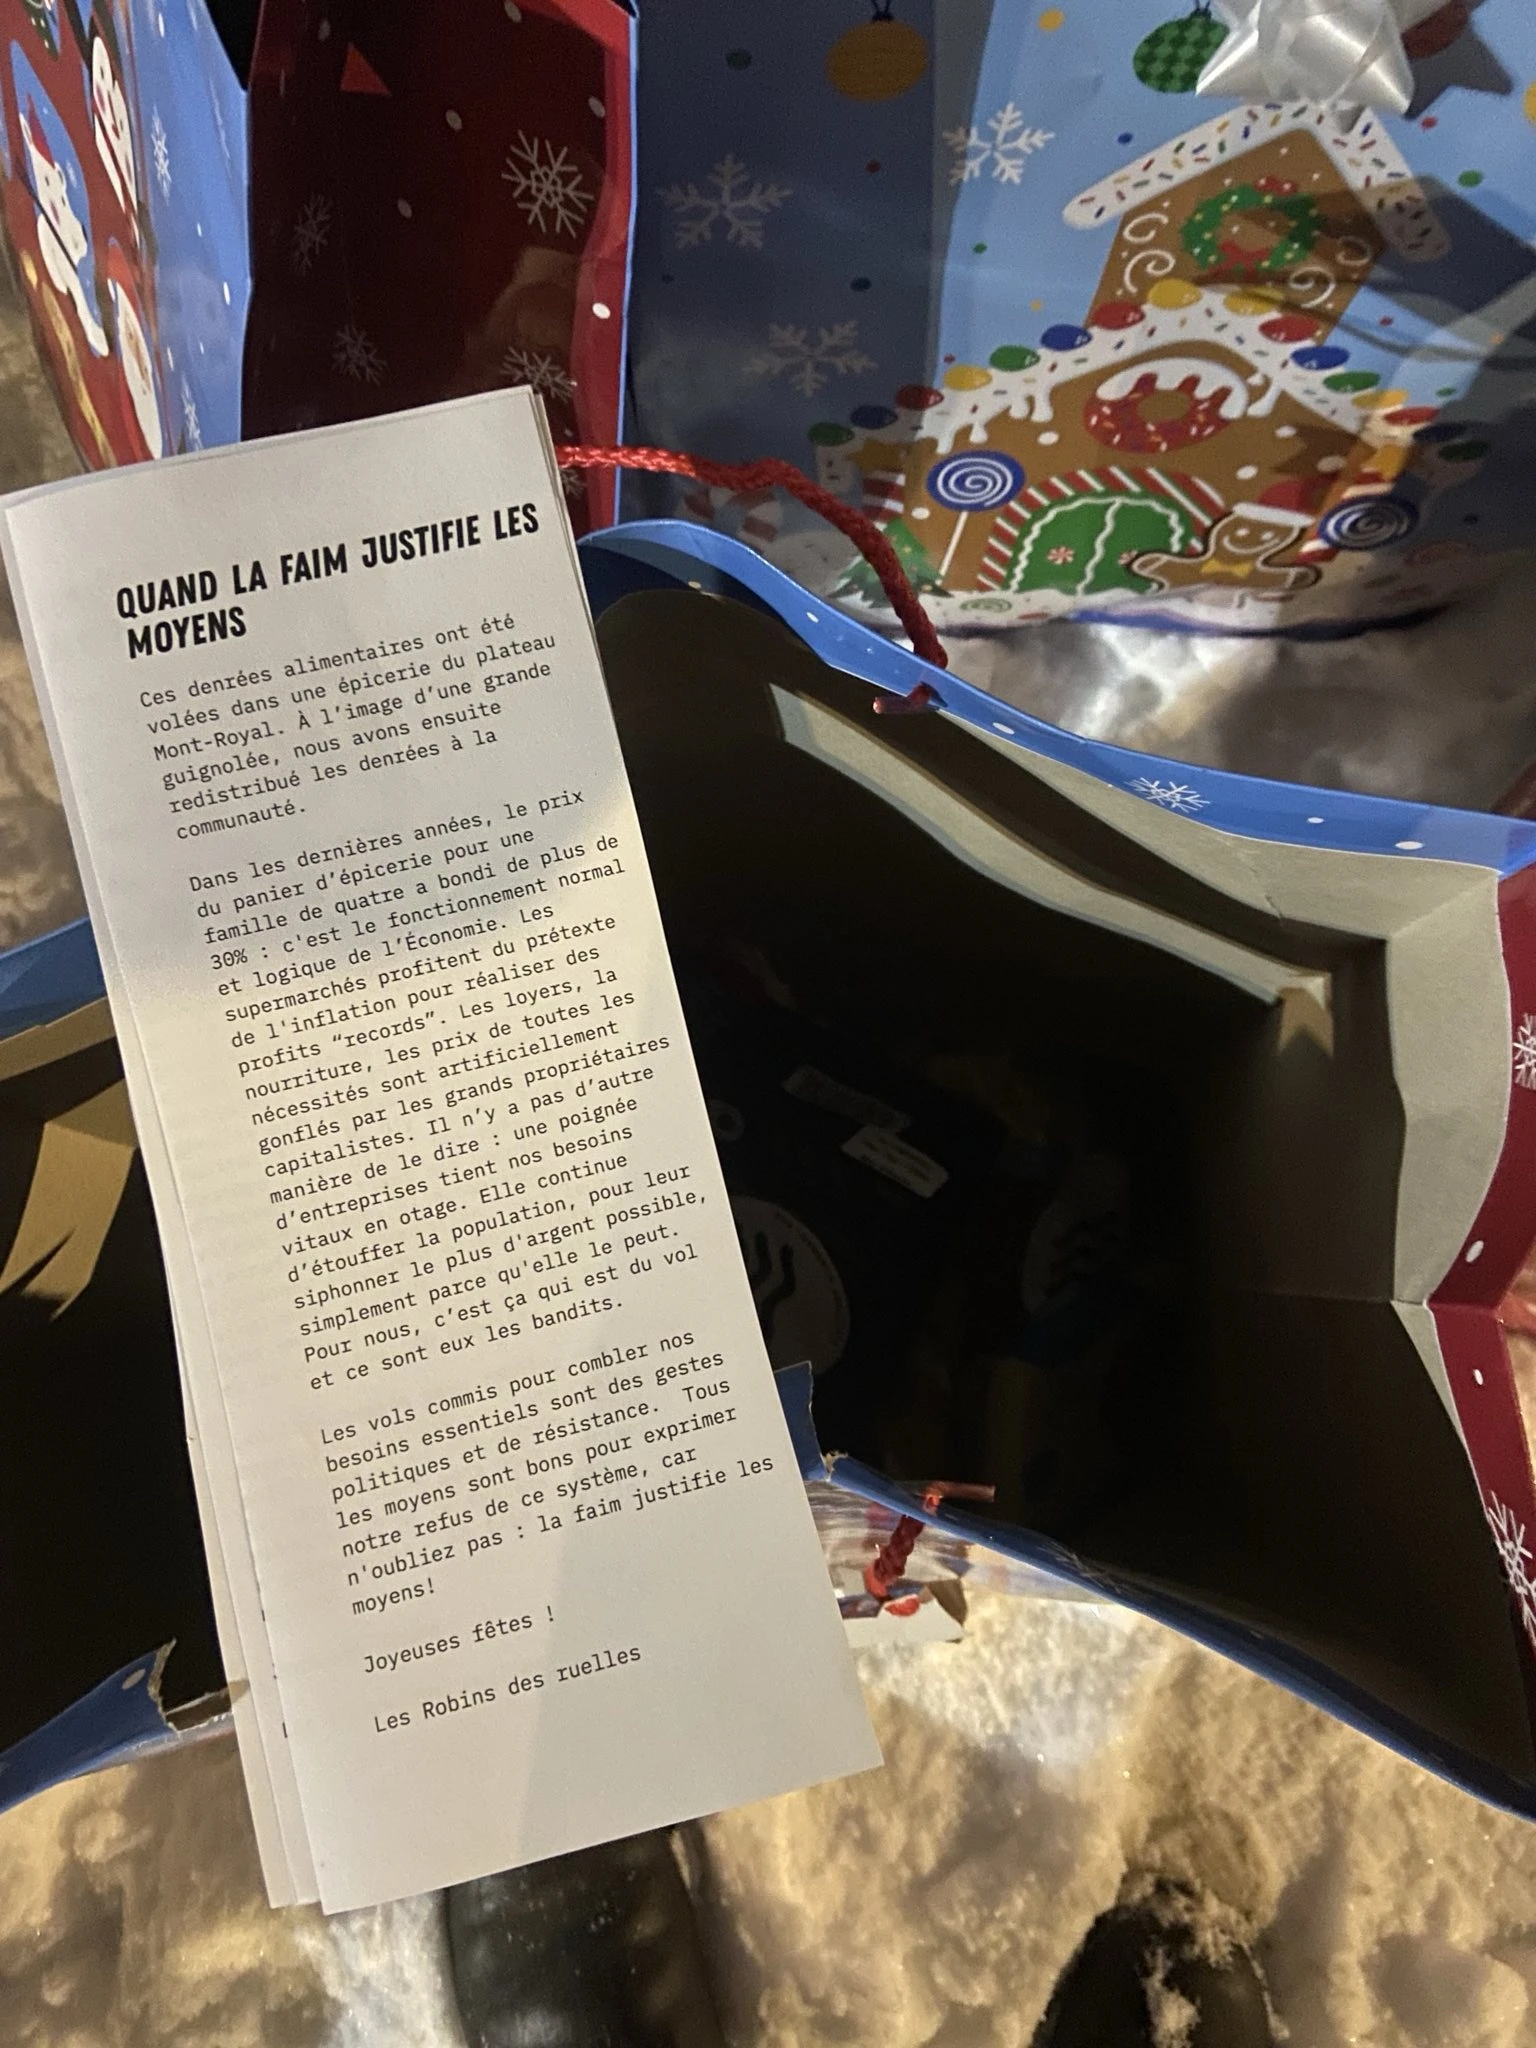 QUAND LA FAIM JUSTIFIE LES
MOYENS
Ces denrées alimentaires ont été
volées dans une épicerie du plateau
Mont-Royal. À l’image d’une grande
guignolée, nous avons ensuite
redistribué les denrées à la
communauté.
Dans les dernières années, le prix
du panier d’épicerie pour une
famille de quatre a bondi de plus de
30% : c'est le fonctionnement normal
et logique de l’Économie. Les
supermarchés profitent du prétexte
de l'inflation pour réaliser des
profits “records”. Les loyers, la
nourriture, les prix de toutes les
nécessités sont artificiellement
gonflés par les grands propriétaires
capitalistes. Il n’y a pas d’autre
manière de le dire : une poignée
d’entreprises tient nos besoins
vitaux en otage. Elle continue
d’étouffer la population, pour leur
siphonner le plus d'argent possible,
simplement parce qu'elle le peut.
Pour nous, c’est ça qui est du vol
et ce sont eux les bandits.
Les vols commis pour combler nos
besoins essentiels sont des gestes
politiques et de résistance. Tous
les moyens sont bons pour exprimer
notre refus de ce système, car
n'oubliez pas : la faim justifie les
moyens!
Joyeuses fêtes !
Les Robins des ruelles